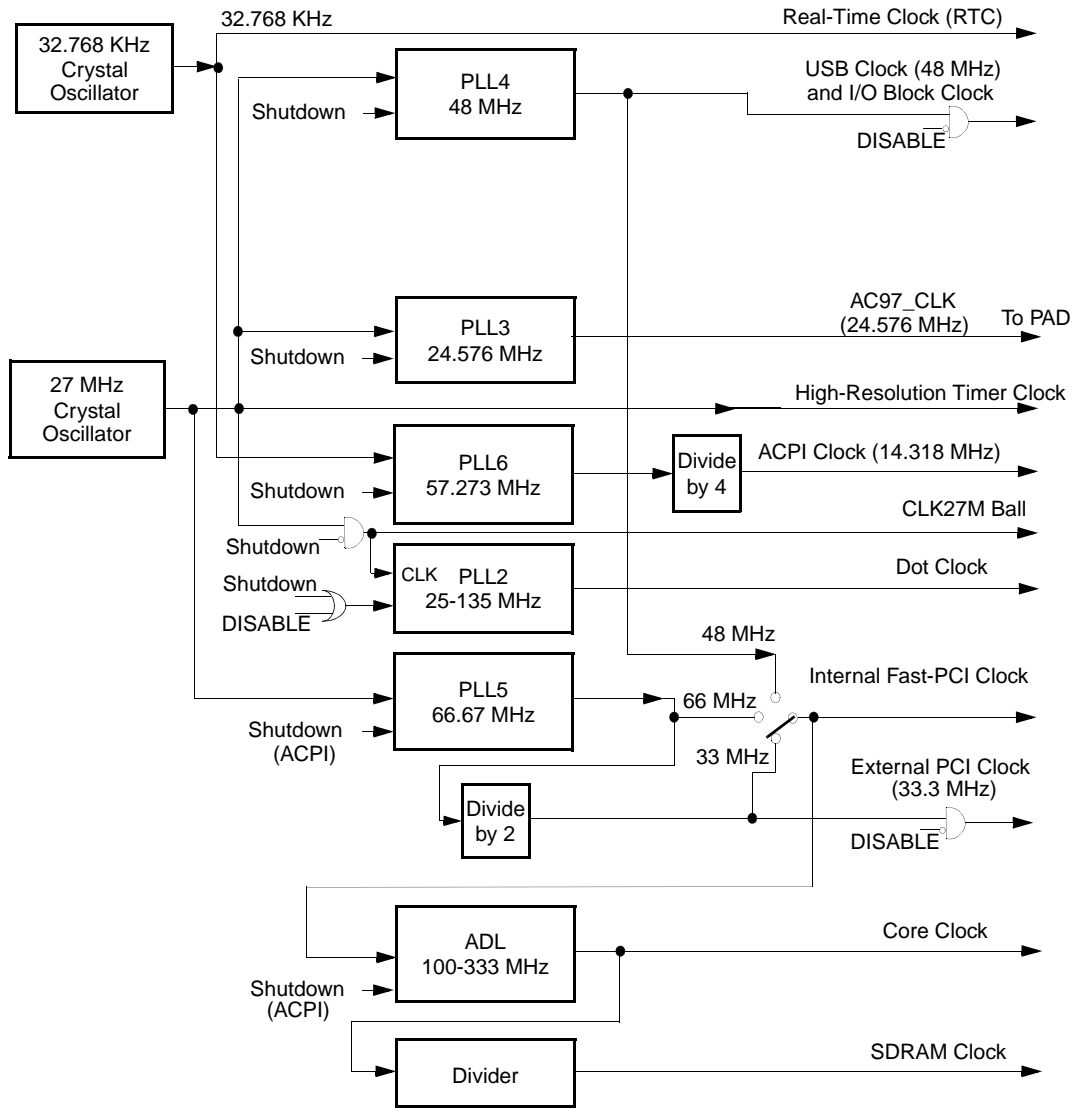 32.768 KHz
Real-Time Clock (RTC)
32.768 KHz
Crystal
Oscillator
PLL4
48 MHz
Shutdown
USB Clock (48 MHz)
and I/O Block Clock
DISABLE
PLL3
24.576 MHz
Shutdown
AC97_CLK
(24.576 MHz)
To PAD
27 MHz
Crystal
Oscillator
High-Resolution Timer Clock
PLL6
57.273 MHz
Shutdown
Divide
by 4
ACPI Clock (14.318 MHz)
CLK27M Ball
Shutdown
CLK
PLL2
25-135 MHz
Shutdown
DISABLE
Dot Clock
48 MHz
PLL5
66.67 MHz
Shutdown
(ACPI)
66 MHz
Internal Fast-PCI Clock
33 MHz
Divide
by 2
External PCI Clock
(33.3 MHz)
DISABLE
ADL
100-333 MHz
Shutdown
(ACPI)
Core Clock
Divider
SDRAM Clock